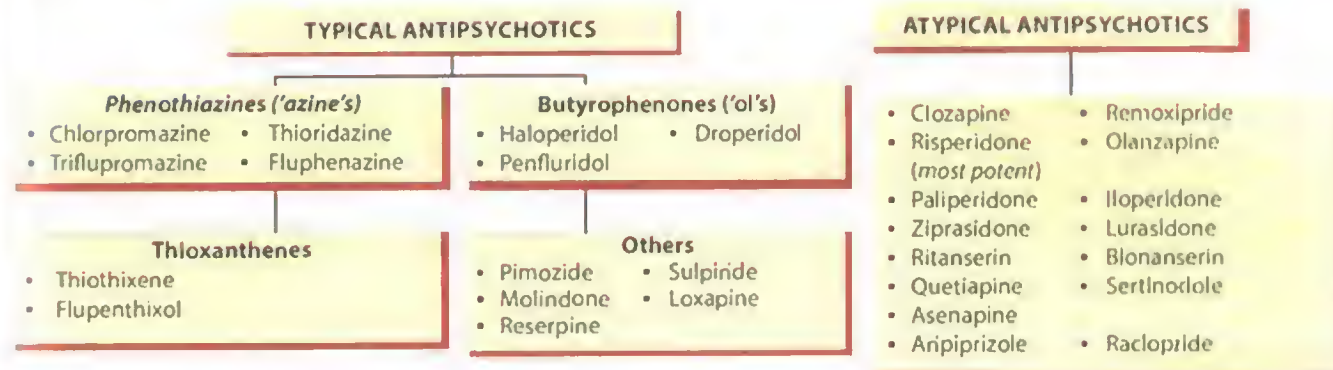 TYPICAL ANTIPSYCHOTICS
Phenothiazines ('azine's)
• Chlorpromazine • Thioridazine
• Triflupromazine • Fluphenazine
Butyrophenones ('ol's)
• Haloperidol • Droperidol
• Penfluridol
Thioxanthenes
• Thiothixene
• Flupenthixol
Others
• Pimozide • Sulpiride
• Molindone • Loxapine
• Reserpine
ATYPICAL ANTIPSYCHOTICS
• Clozapine • Remoxipride
• Risperidone • Olanzapine
(most potent)
• Paliperidone • Iloperidone
• Ziprasidone • Lurasidone
• Ritanserin • Blonanserin
• Quetiapine • Sertinodole
• Asenapine
• Aripiprizole • Raclopride